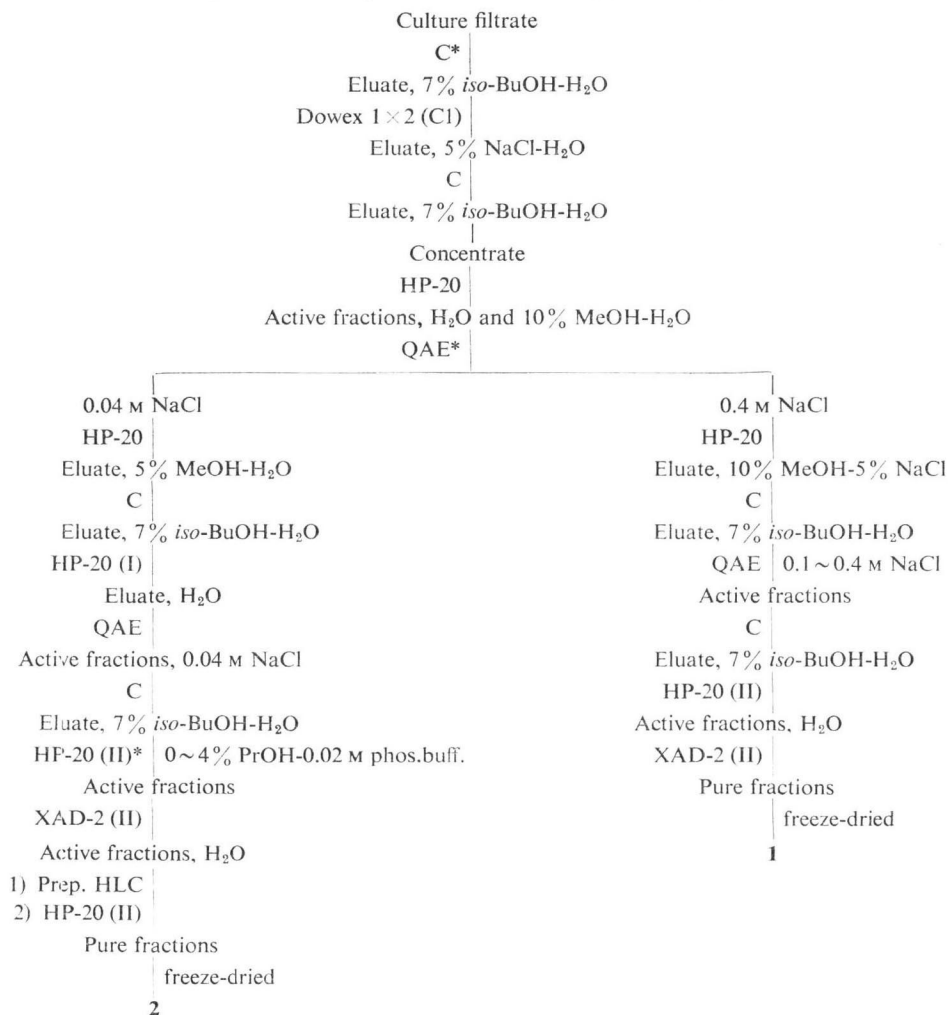 Culture filtrate
C*
Eluate, 7% iso-BuOH-H₂O
Dowex 1×2 (Cl)
Eluate, 5% NaCl-H₂O
C
Eluate, 7% iso-BuOH-H₂O
Concentrate
HP-20
Active fractions, H₂O and 10% MeOH-H₂O
QAE*
0.04 M NaCl
HP-20
Eluate, 5% MeOH-H₂O
C
Eluate, 7% iso-BuOH-H₂O
HP-20 (I)
Eluate, H₂O
QAE
Active fractions, 0.04 M NaCl
C
Eluate, 7% iso-BuOH-H₂O
HP-20 (II)* 0~4% PrOH-0.02 M phos.buff.
Active fractions
XAD-2 (II)
Active fractions, H₂O
1) Prep. HLC
2) HP-20 (II)
Pure fractions
freeze-dried
2
0.4 M NaCl
HP-20
Eluate, 10% MeOH-5% NaCl
C
Eluate, 7% iso-BuOH-H₂O
QAE 0.1~0.4 M NaCl
Active fractions
C
Eluate, 7% iso-BuOH-H₂O
HP-20 (II)
Active fractions, H₂O
XAD-2 (II)
Pure fractions
freeze-dried
1